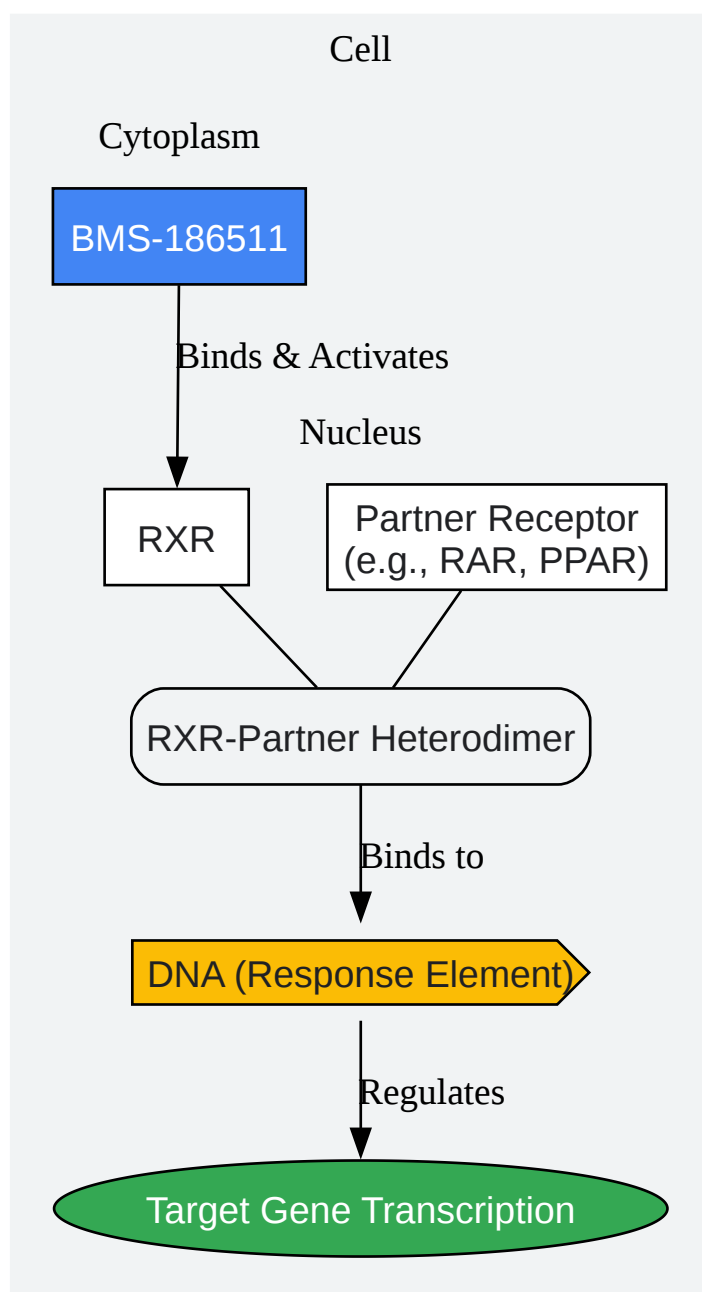 Cell
Cytoplasm
BMS-186511
Binds & Activates
Nucleus
RXR
Partner Receptor
(e.g., RAR, PPAR)
RXR-Partner Heterodimer
Binds to
DNA (Response Element)
Regulates
Target Gene Transcription